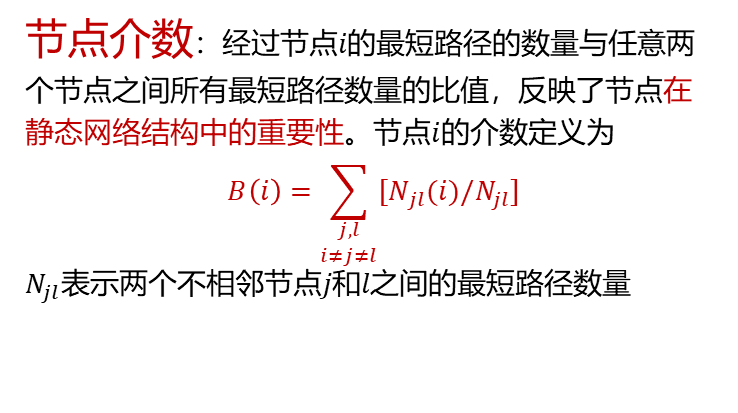 节点介数：经过节点𝑖的最短路径的数量与任意两
个节点之间所有最短路径数量的比值，反映了节点在
静态网络结构中的重要性。节点𝑖的介数定义为
𝐵(𝑖) = ∑ [𝑁𝑗𝑙(𝑖)/𝑁𝑗𝑙]
𝑗,𝑙
𝑖≠𝑗≠𝑙
𝑁𝑗𝑙表示两个不相邻节点𝑗和𝑙之间的最短路径数量